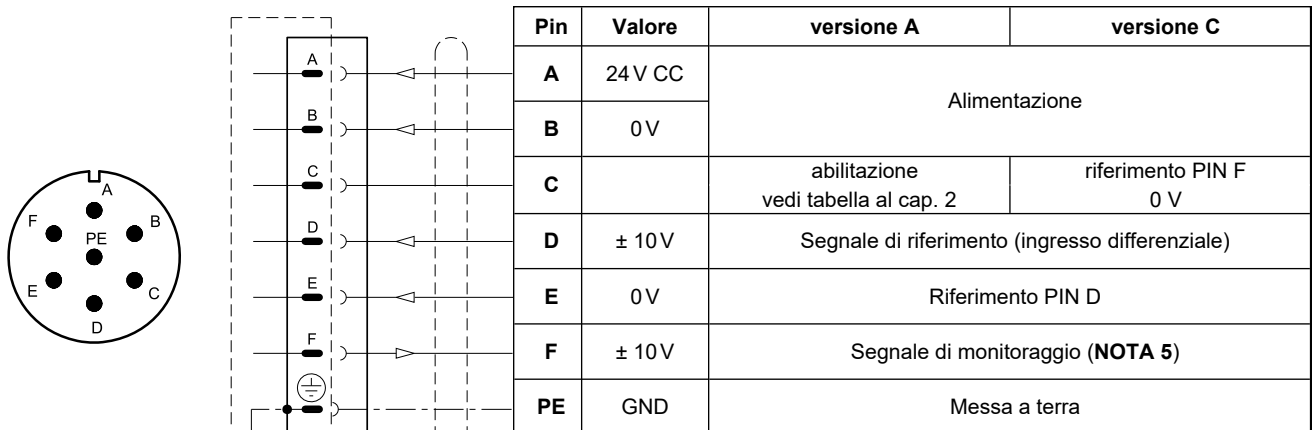 A
F
B
PE
E
C
D
A
B
C
D
E
F
Pin Valore versione A versione C
A 24 V CC
Alimentazione
B 0 V
C abilitazione riferimento PIN F
vedi tabella al cap. 2 0 V
D ± 10 V Segnale di riferimento (ingresso differenziale)
E 0 V Riferimento PIN D
F ± 10 V Segnale di monitoraggio (NOTA 5)
PE GND Messa a terra